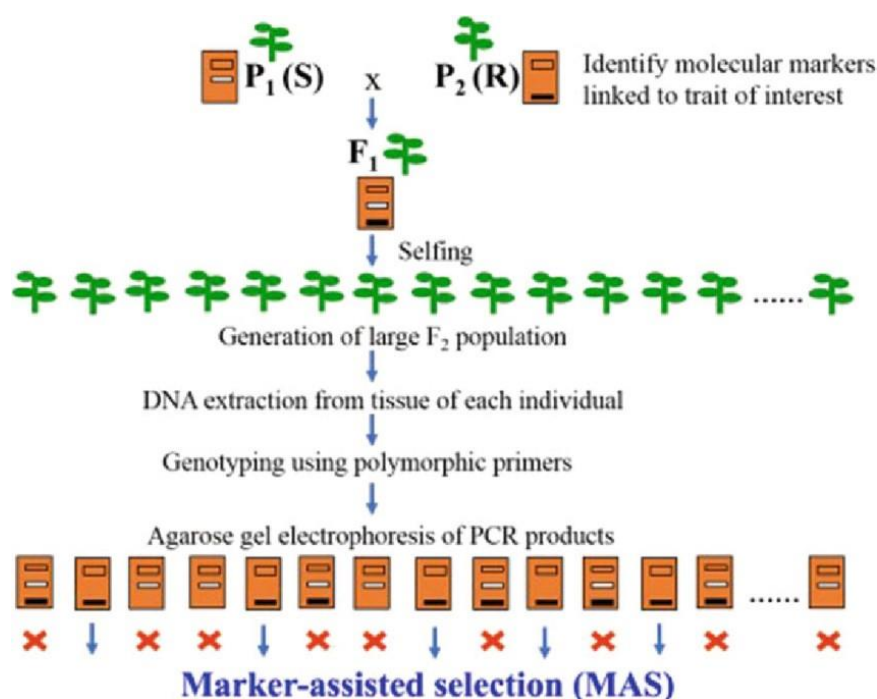 P₁ (S) x P₂ (R) Identify molecular markers
linked to trait of interest
F₁
Selfing
......
Generation of large F₂ population
DNA extraction from tissue of each individual
Genotyping using polymorphic primers
Agarose gel electrophoresis of PCR products
......
Marker-assisted selection (MAS)